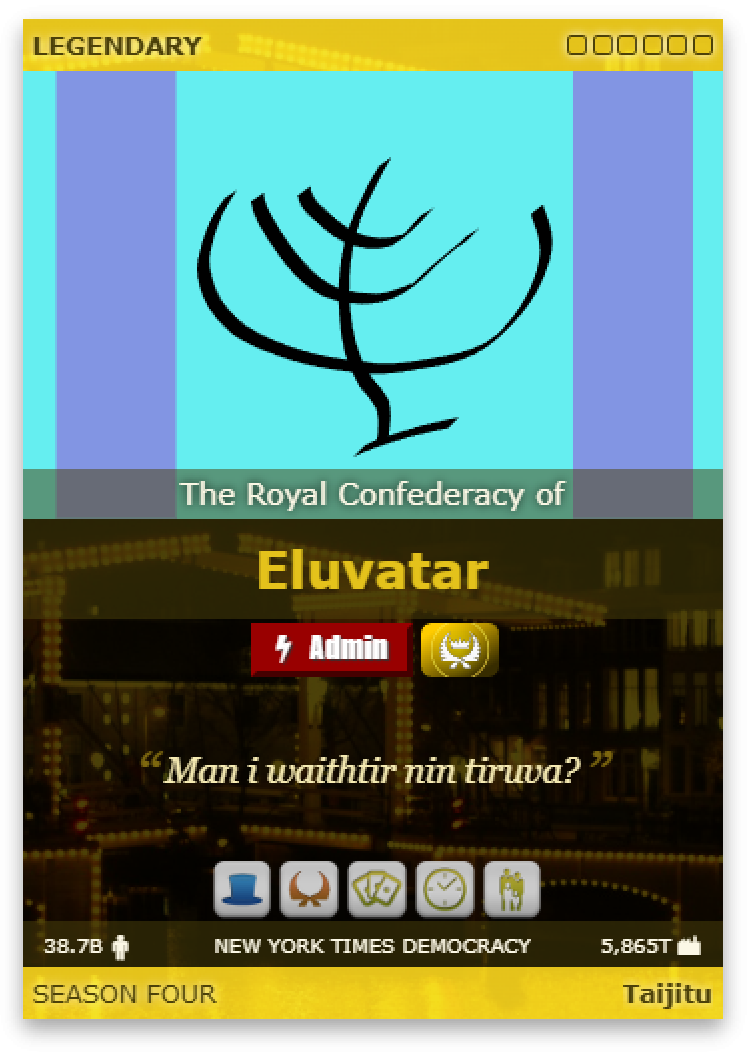 LEGENDARY
The Royal Confederacy of
Eluvatar
Admin
“Man i waithtir nin tiruva?”
38.7B NEW YORK TIMES DEMOCRACY 5,865T
SEASON FOUR Taijitu